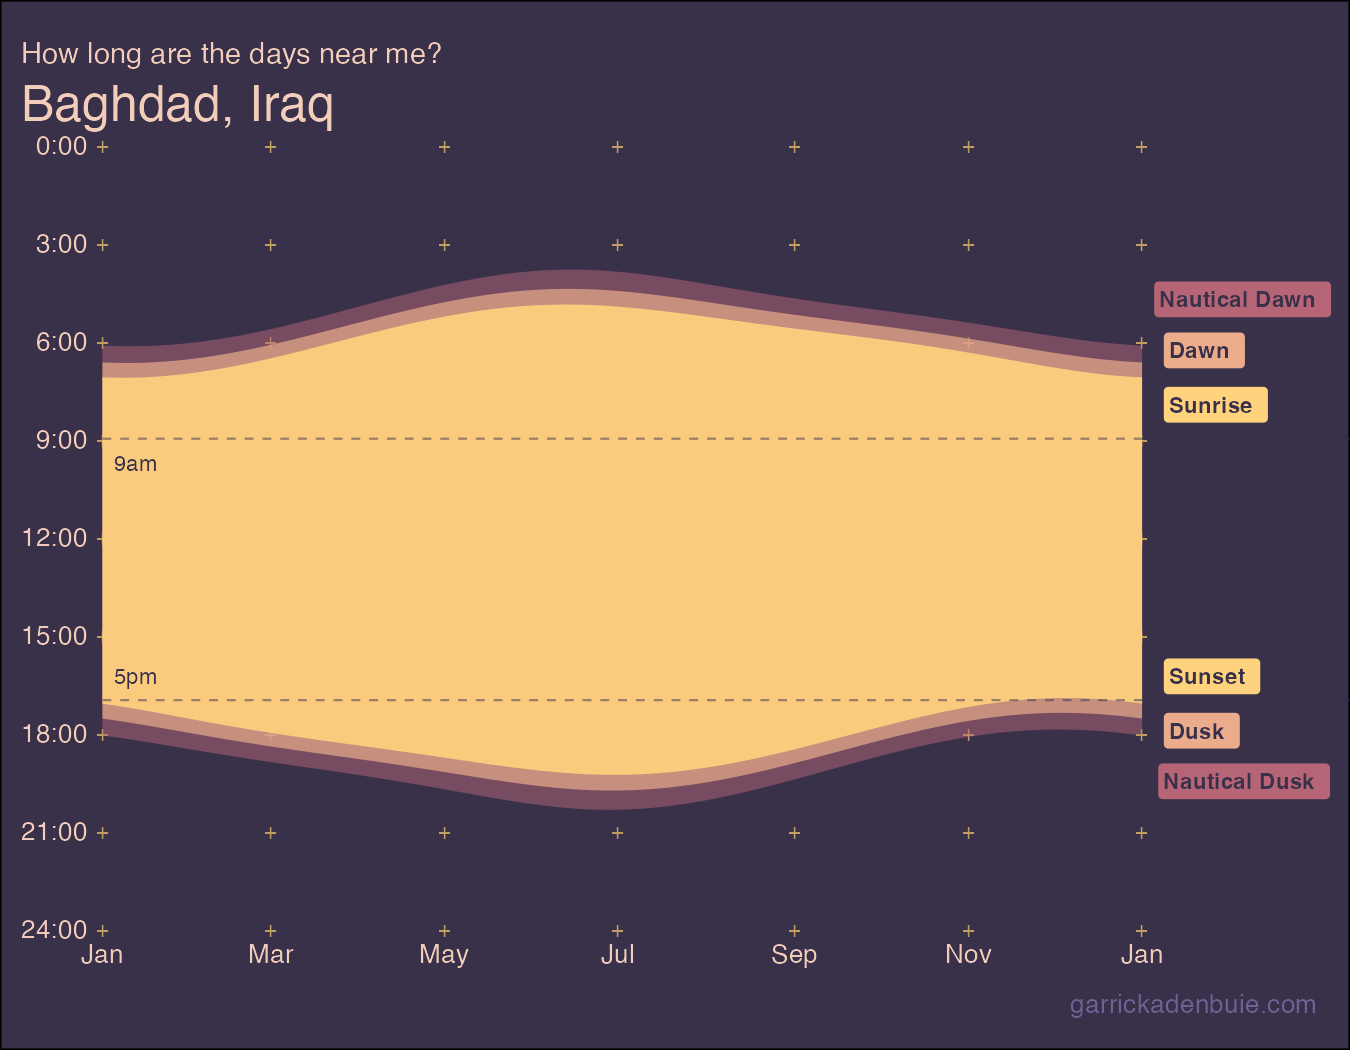 How long are the days near me?
Baghdad, Iraq
0:00
3:00
Nautical Dawn
6:00
Dawn
Sunrise
9:00
9am
12:00
15:00
5pm
Sunset
18:00
Dusk
Nautical Dusk
21:00
24:00
Jan Mar May Jul Sep Nov Jan
garrickadenbuie.com